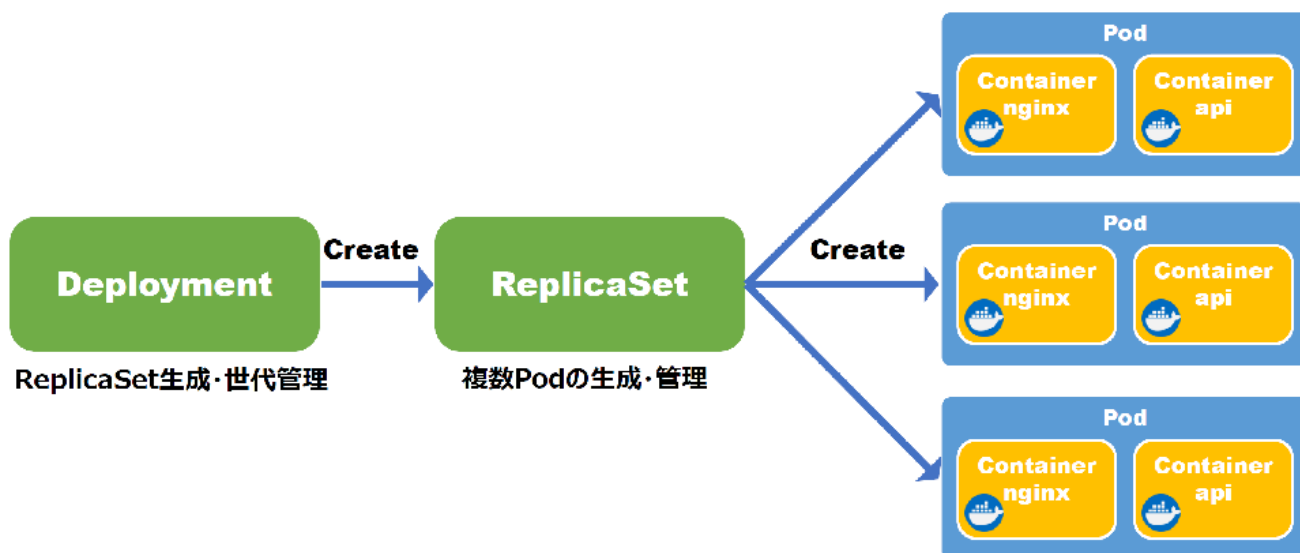 Deployment
ReplicaSet生成・世代管理
Create
ReplicaSet
複数Podの生成・管理
Create
Pod
Container
nginx
Container
api
Pod
Container
nginx
Container
api
Pod
Container
nginx
Container
api